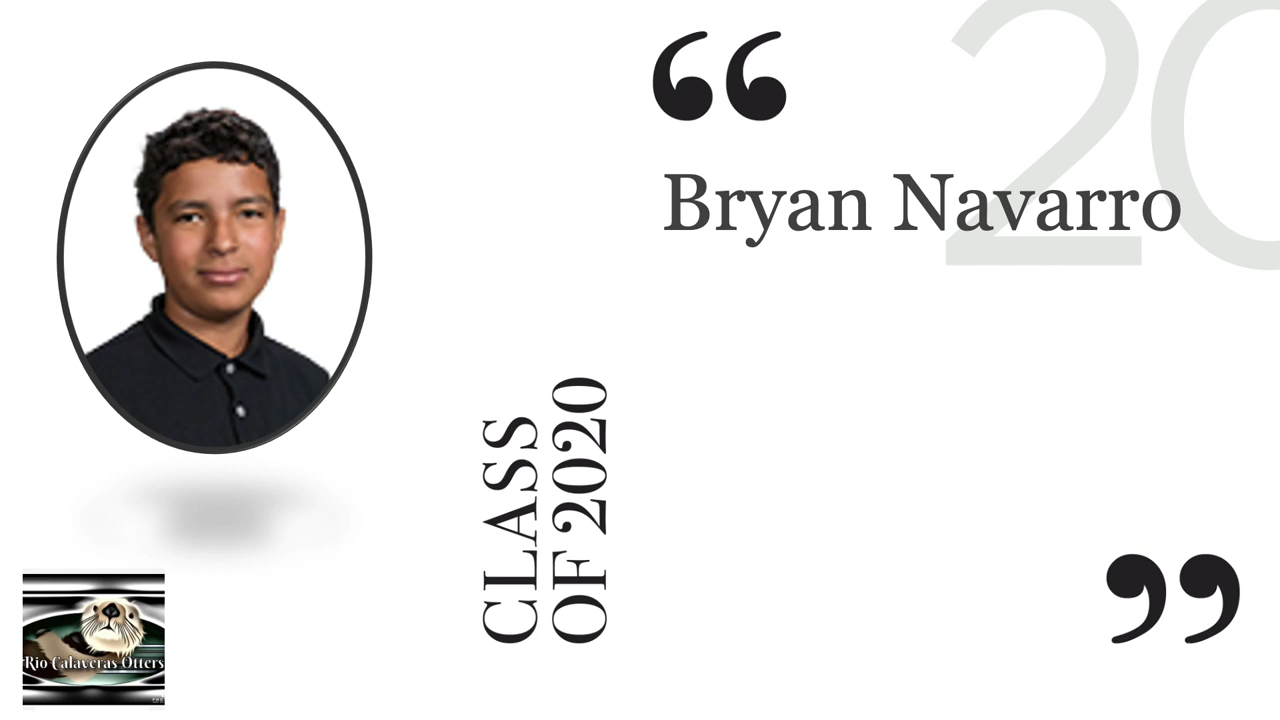 “
20
Bryan Navarro
CLASS
OF 2020
”
Rio Calaveras Otters